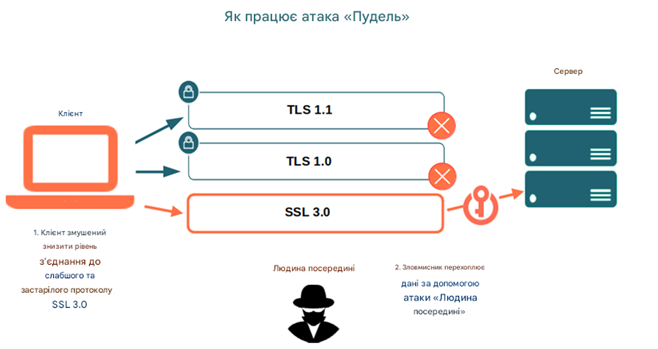 Як працює атака «Пудель»
Сервер
Клієнт
TLS 1.1
TLS 1.0
SSL 3.0
1. Клієнт змушений
знизити рівень
з’єднання до
слабшого та
застарілого протоколу
SSL 3.0
Людина посередині
2. Зловмисник перехоплює
дані за допомогою
атаки «Людина
посередині»